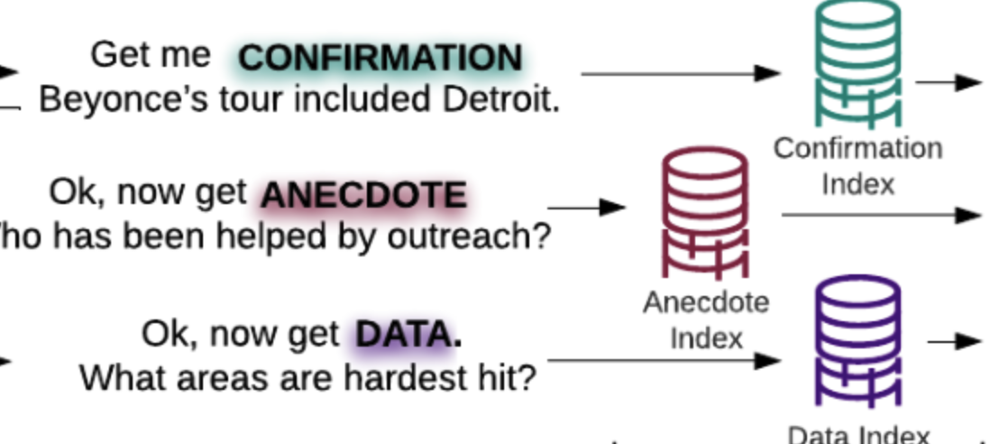 Get me CONFIRMATION
Beyonce's tour included Detroit.
Confirmation
Index
Ok, now get ANECDOTE
ho has been helped by outreach?
Anecdote
Index
Ok, now get DATA.
What areas are hardest hit?
Data Index